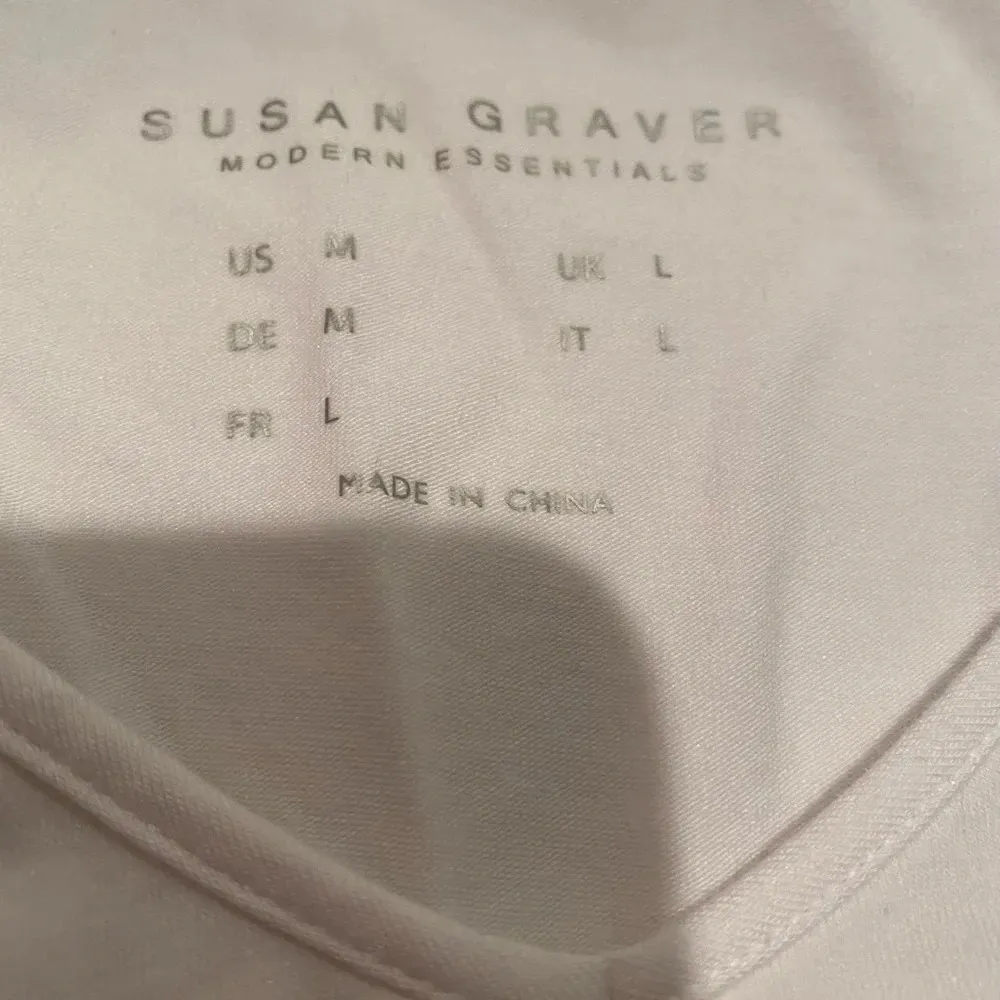 SUSAN GRAVER
MODERN ESSENTIALS
US M UK L
DE M IT L
FR L
MADE IN CHINA